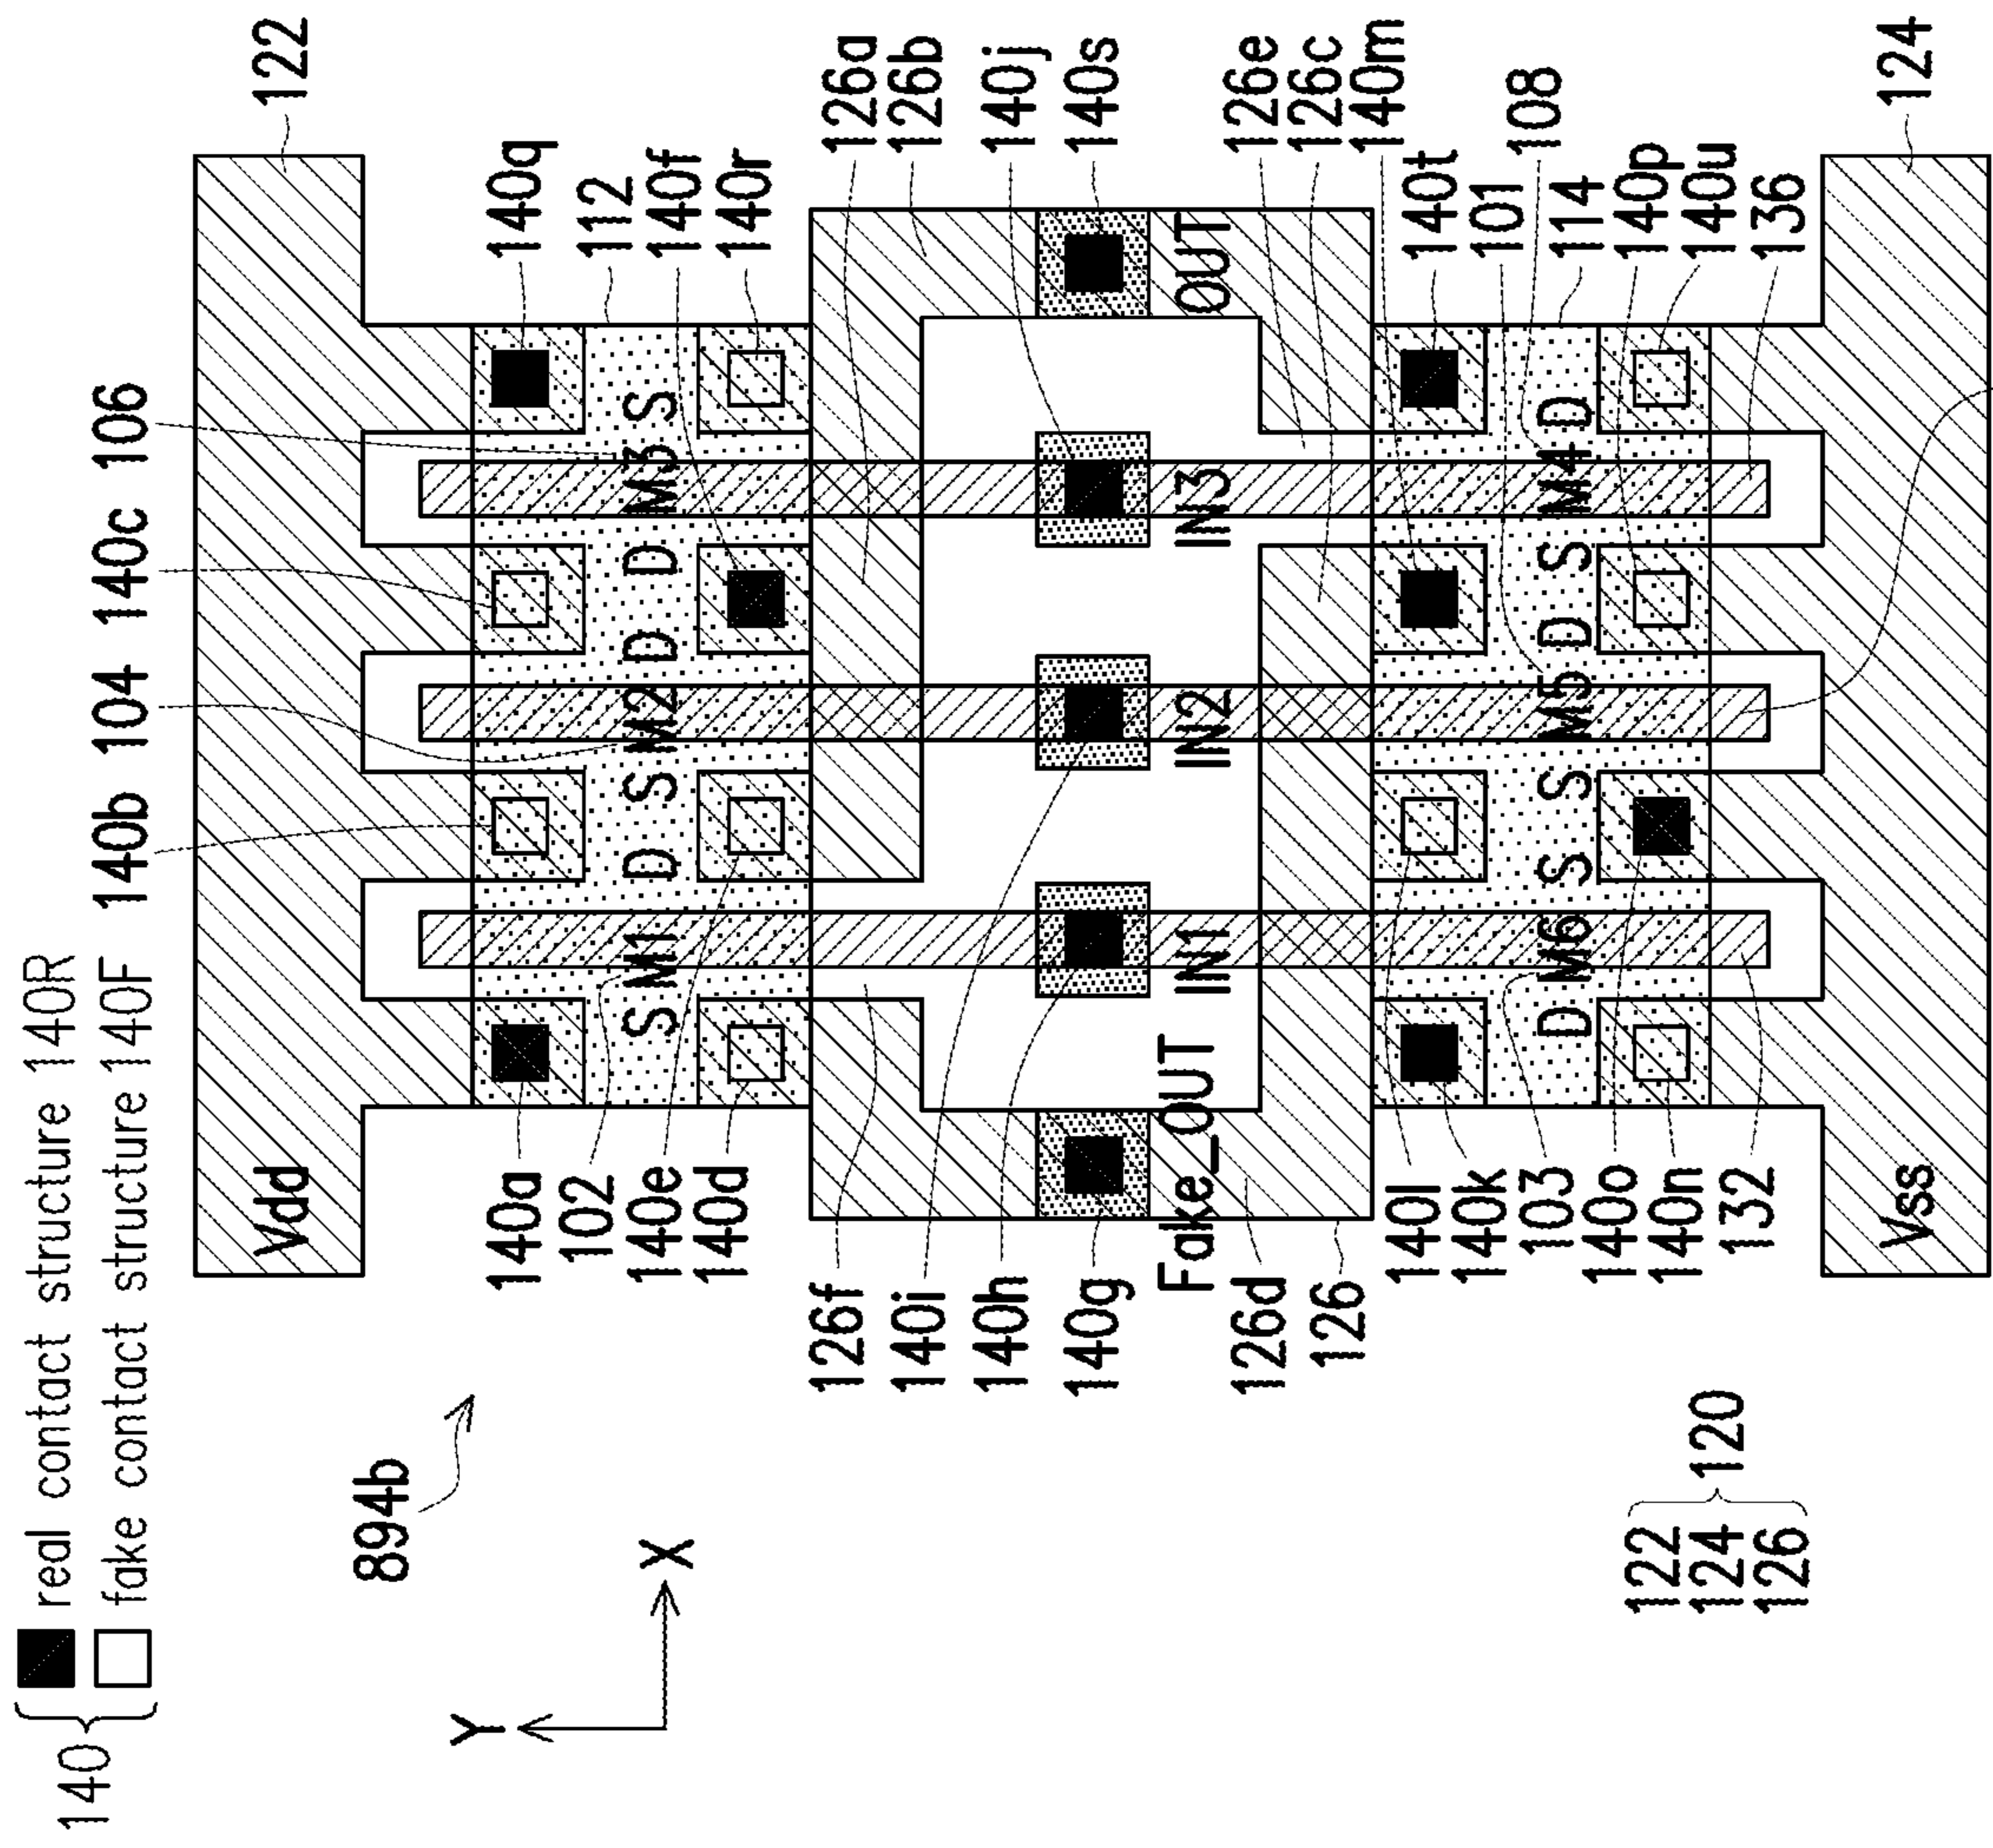 140
real contact structure 140R
fake contact structure 140F
894b
Y
X
122
124
126
120
140b
104
140c
106
122
Vdd
140a
102
140e
140d
140q
112
140f
140r
S
M1
D
S
M2
D
D
M3
S
126f
140i
140h
140g
126d
126
126a
126b
140j
140s
126e
126c
140m
Fake_OUT
IN1
IN2
IN3
OUT
140l
140k
103
140o
140n
132
140t
101
108
114
140p
140u
136
D
M6
S
S
M5
D
S
M4
D
Vss
124